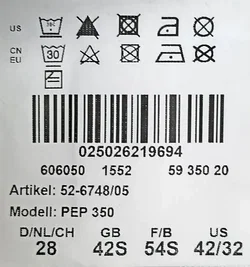 US
CN
EU
30
025026219694
606050 1552 59 350 20
Artikel: 52-6748/05
Modell: PEP 350
D/NL/CH GB F/B US
28 42S 54S 42/32